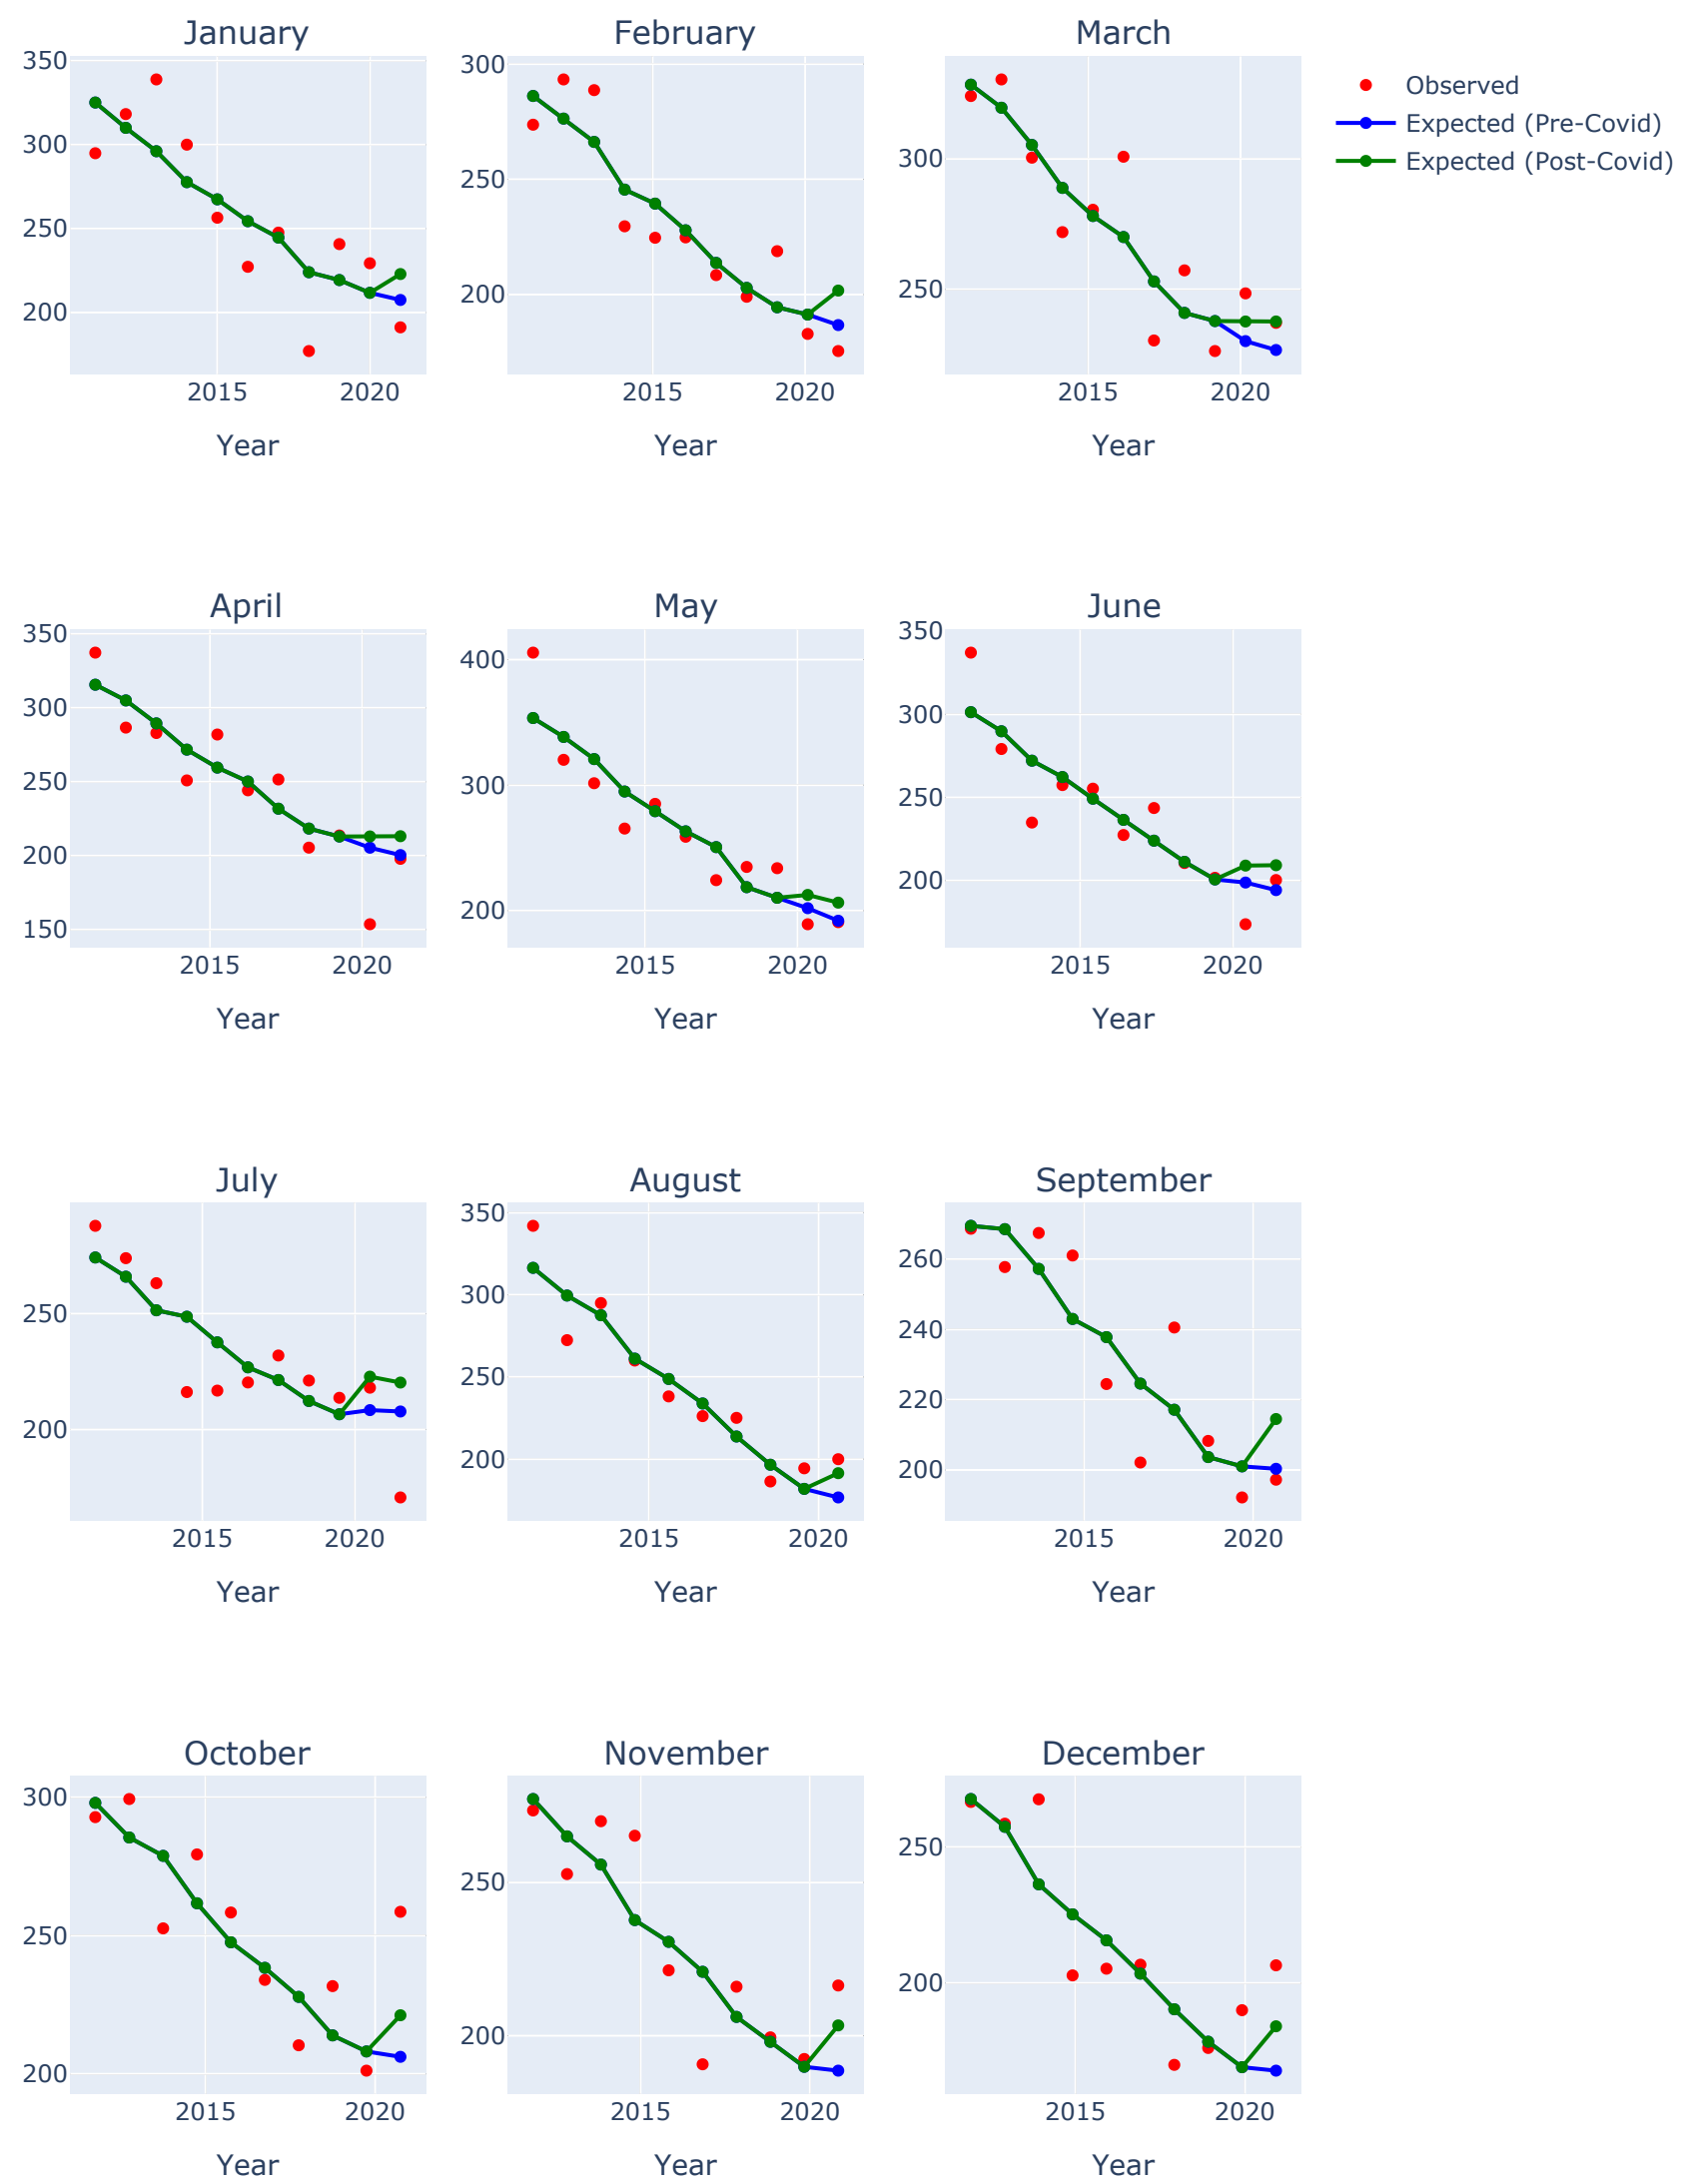 January February March
350
300
250
200
2015 2020
Year
300
250
200
2015 2020
Year
300
250
2015 2020
Year
Observed
Expected (Pre-Covid)
Expected (Post-Covid)
April May June
350
300
250
200
150
2015 2020
Year
400
300
200
2015 2020
Year
350
300
250
200
2015 2020
Year
July August September
250
200
2015 2020
Year
350
300
250
200
2015 2020
Year
260
240
220
200
2015 2020
Year
October November December
300
250
200
2015 2020
Year
250
200
2015 2020
Year
250
200
2015 2020
Year